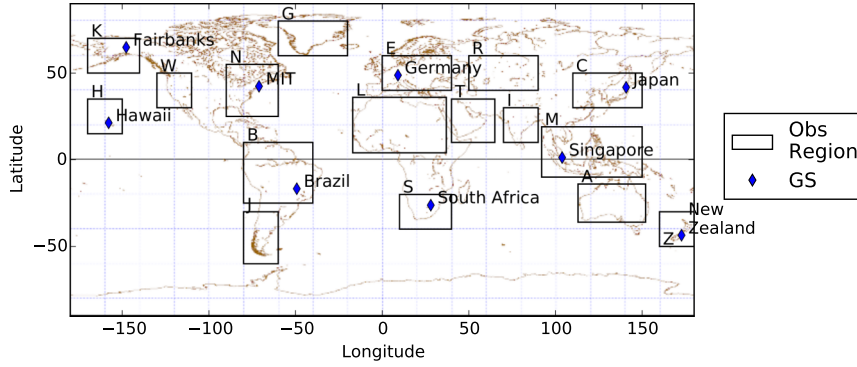 G
K
Fairbanks
N
E
R
W
MIT
Germany
C
Japan
H
Hawaii
L
T
I
M
B
Singapore
A
Brazil
S
South Africa
J
New
Zealand
Z
50
0
−50
Latitude
−150
−100
−50
0
50
100
150
Longitude
Obs
Region
GS